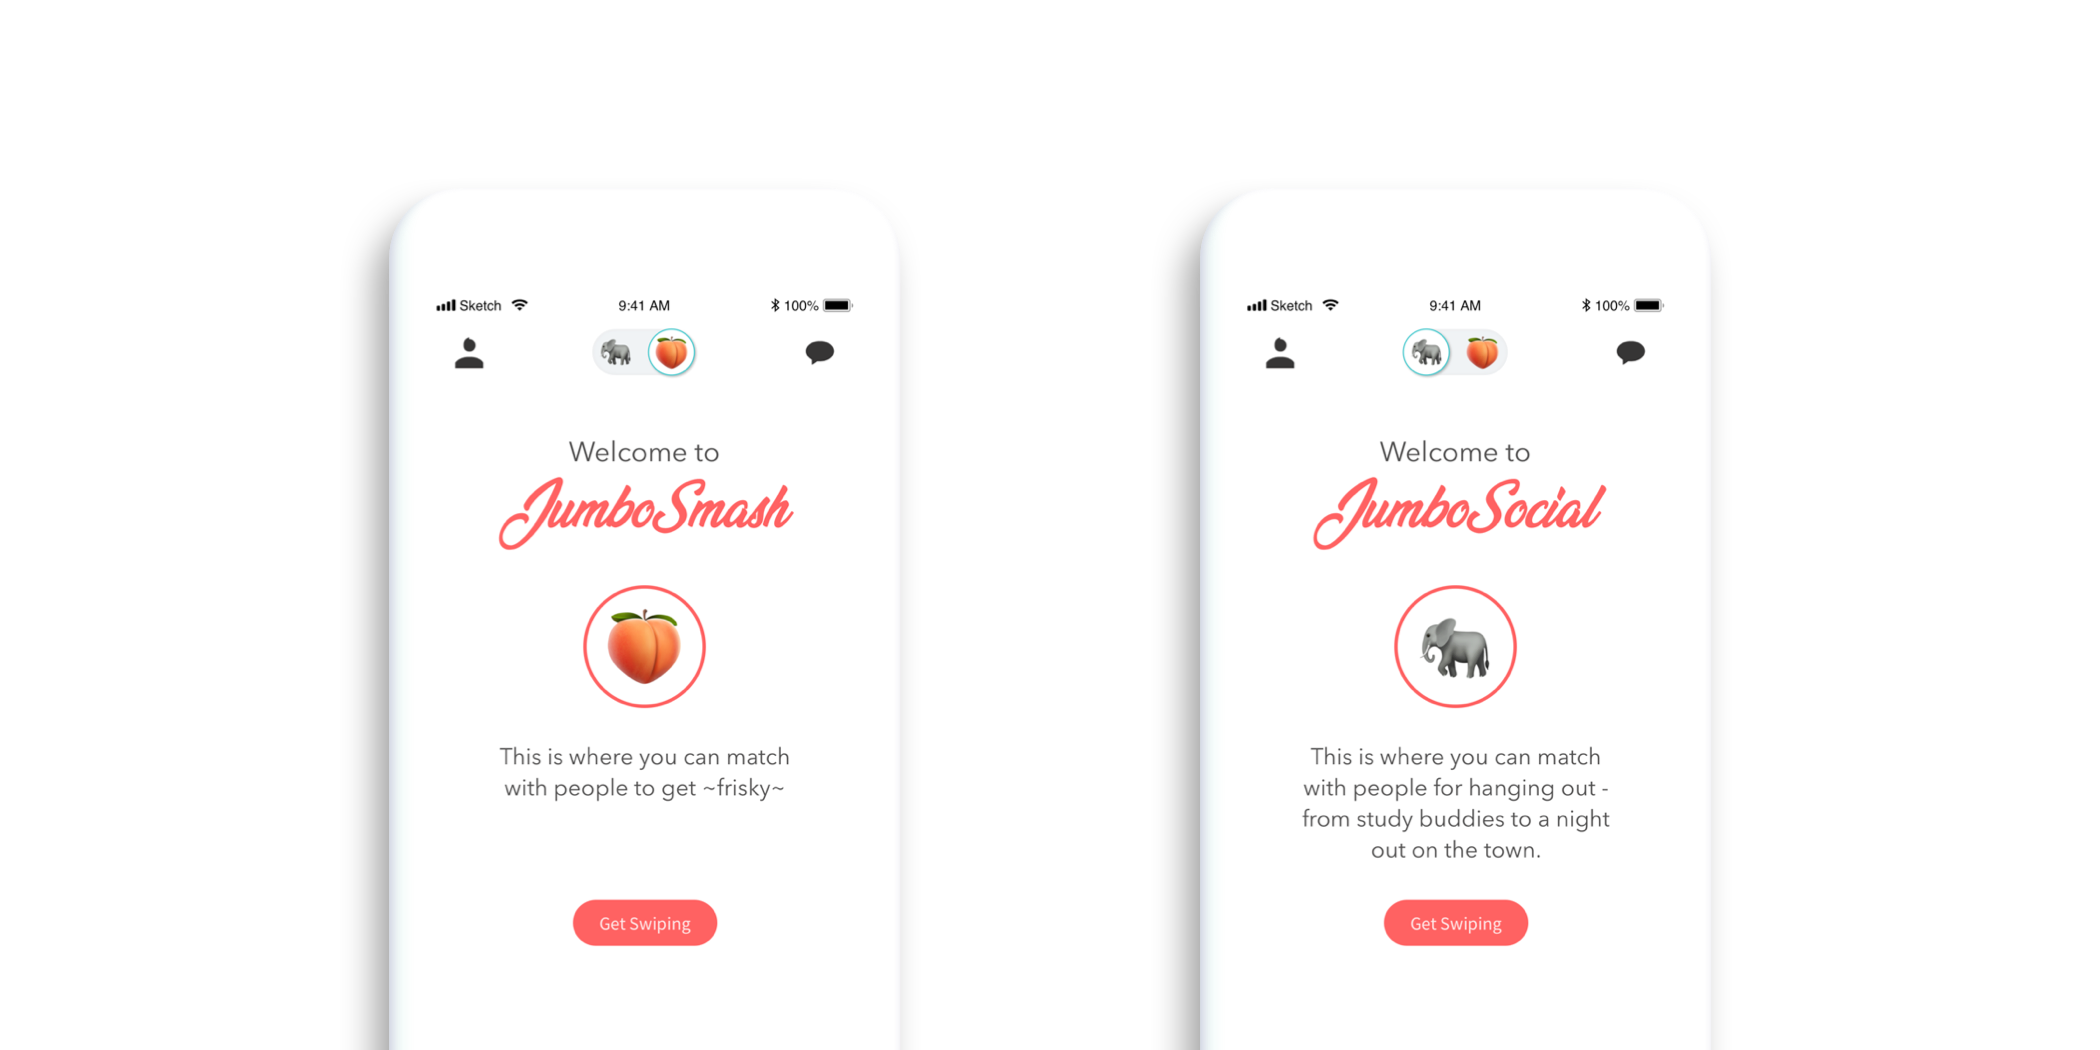 Sketch 9:41 AM 100%
Welcome to
JumboSmash
This is where you can match
with people to get ~frisky~
Get Swiping
Sketch 9:41 AM 100%
Welcome to
JumboSocial
This is where you can match
with people for hanging out -
from study buddies to a night
out on the town.
Get Swiping